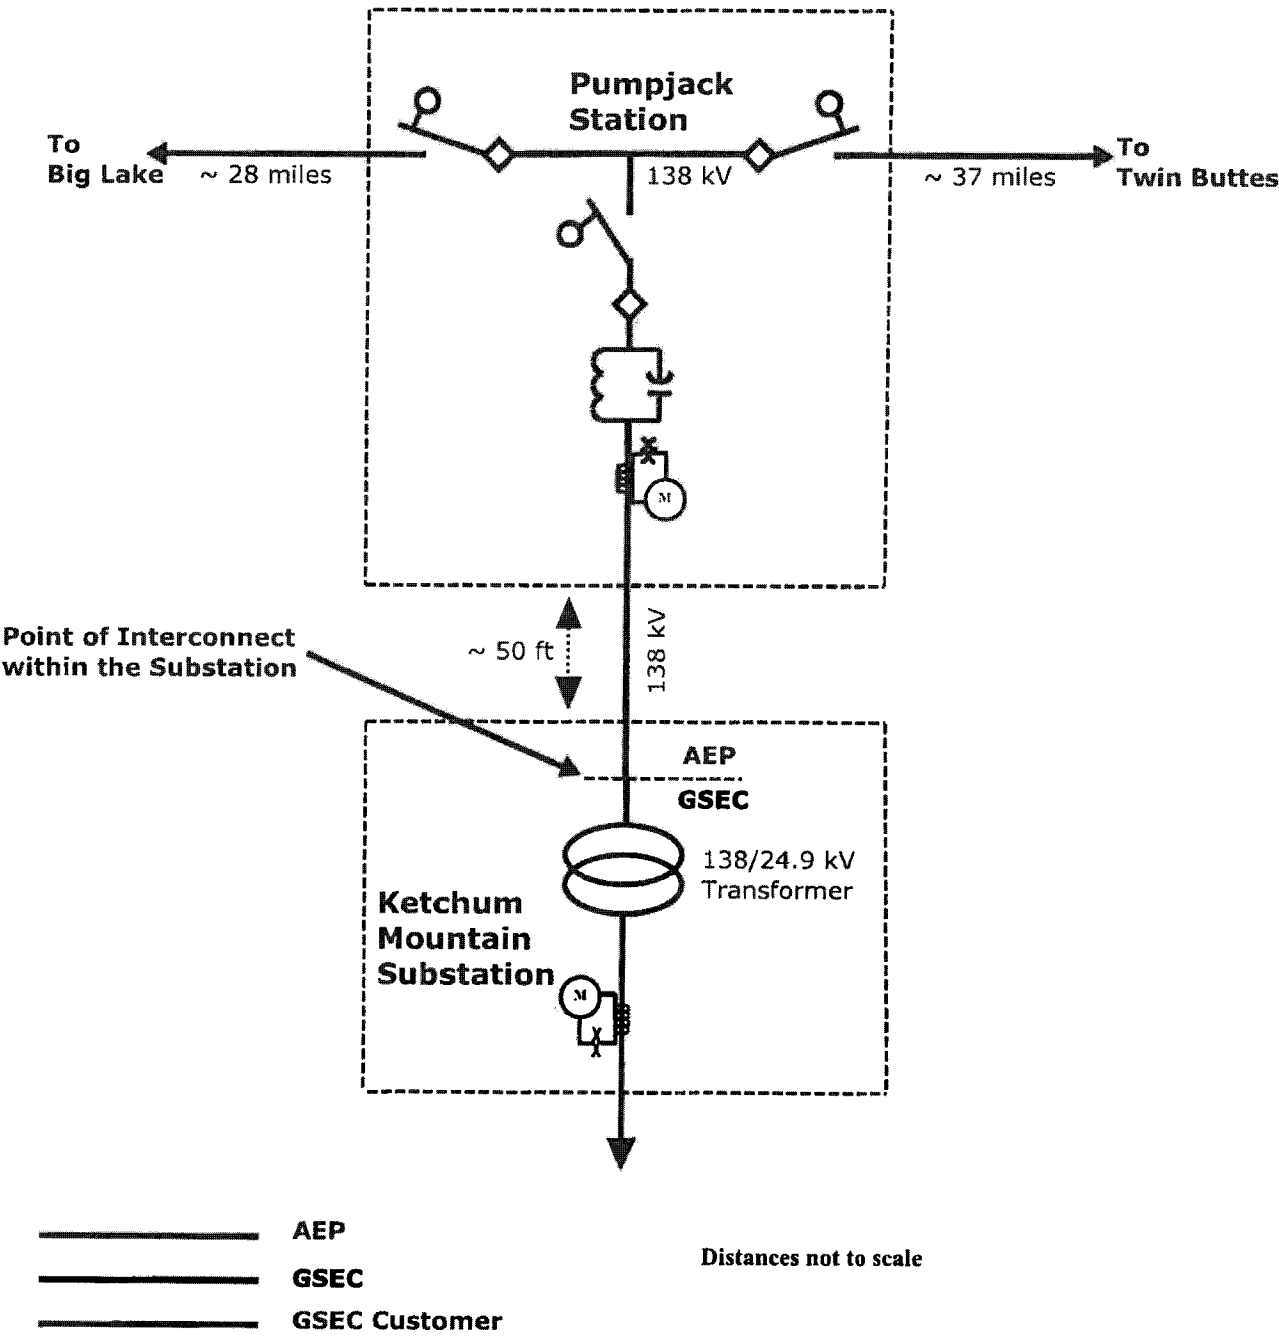 Pumpjack
Station
To
Big Lake
~ 28 miles
138 kV
~ 37 miles
To
Twin Buttes
M
Point of Interconnect
within the Substation
~ 50 ft
138 kV
AEP
GSEC
138/24.9 kV
Transformer
Ketchum
Mountain
Substation
M
AEP
GSEC
GSEC Customer
Distances not to scale